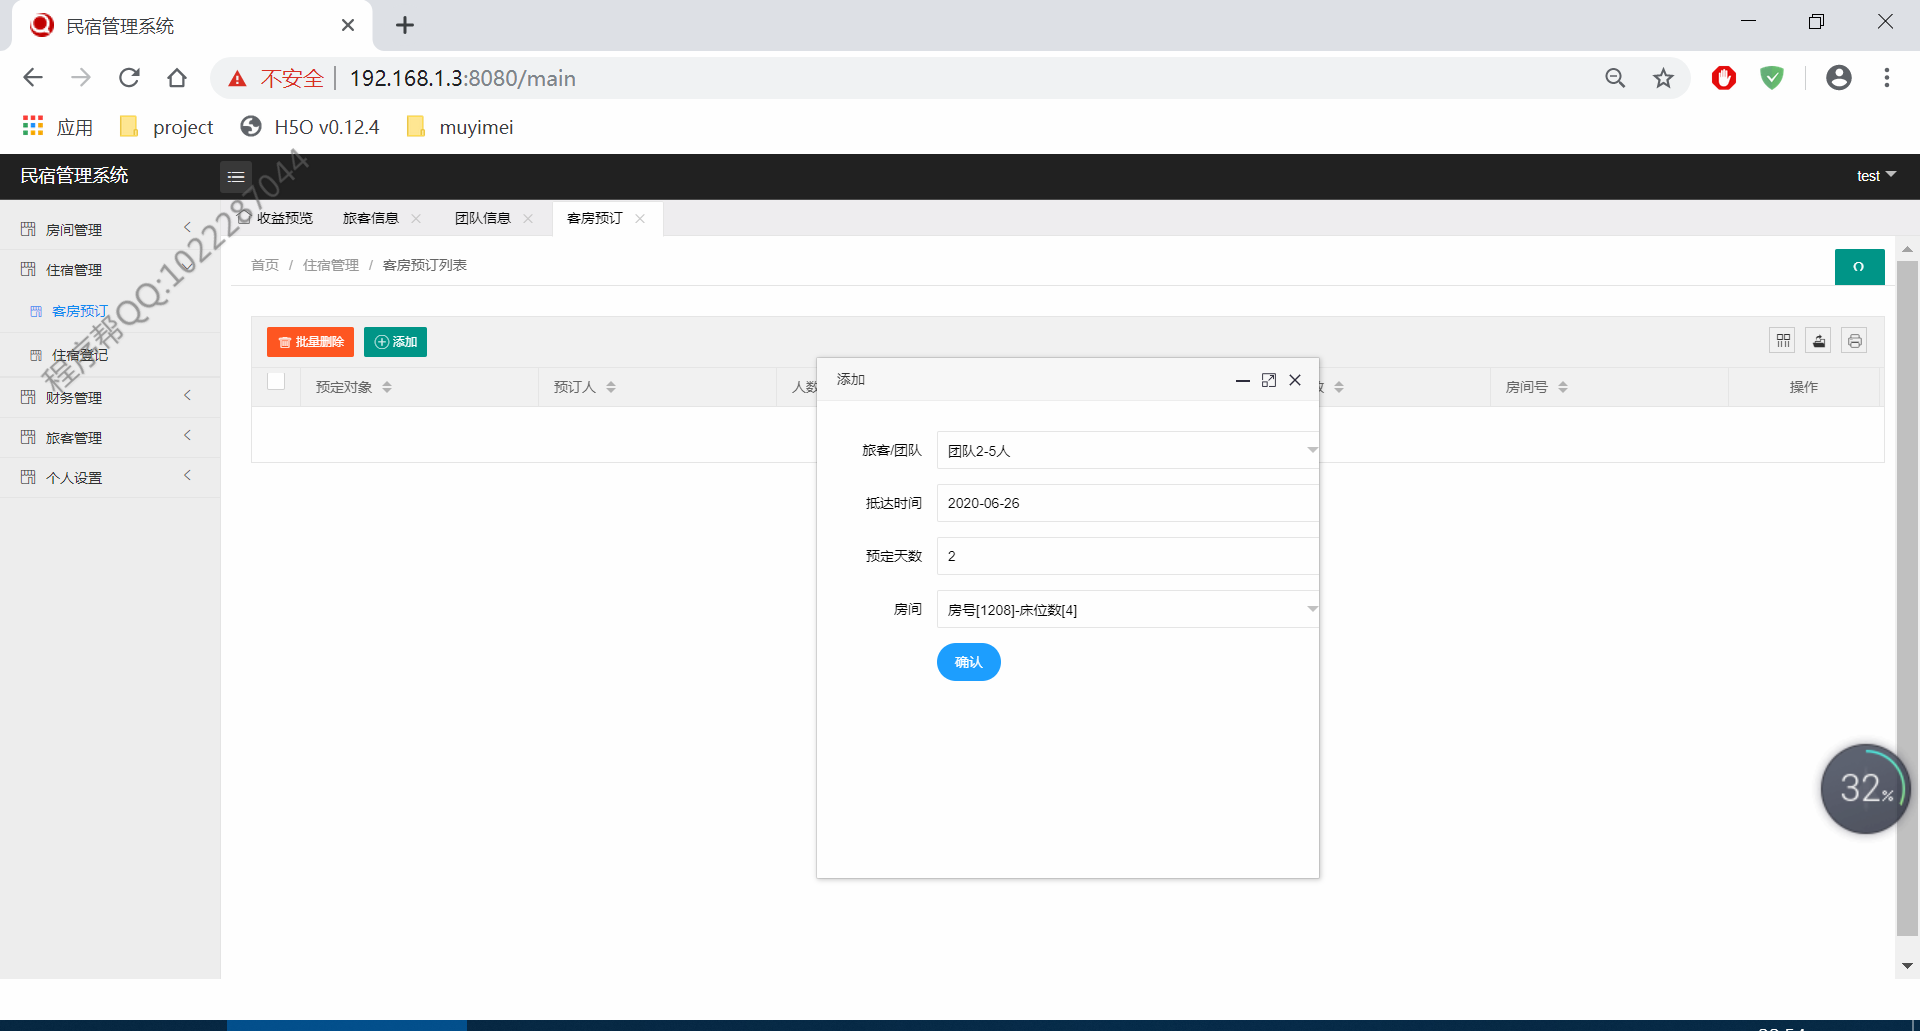 民宿管理系统
不安全 | 192.168.1.3:8080/main
应用 project H5O v0.12.4 muyimei
民宿管理系统 test
收益预览 旅客信息 团队信息 客房预订
首页 / 住宿管理 / 客房预订列表
房间管理
住宿管理
客房预订
住宿登记
财务管理
旅客管理
个人设置
程序帮QQ:1022287044
批量删除 添加
预定对象 预订人 人数 数 房间号 操作
添加
旅客/团队 团队2-5人
抵达时间 2020-06-26
预定天数 2
房间 房号[1208]-床位数[4]
确认
32%